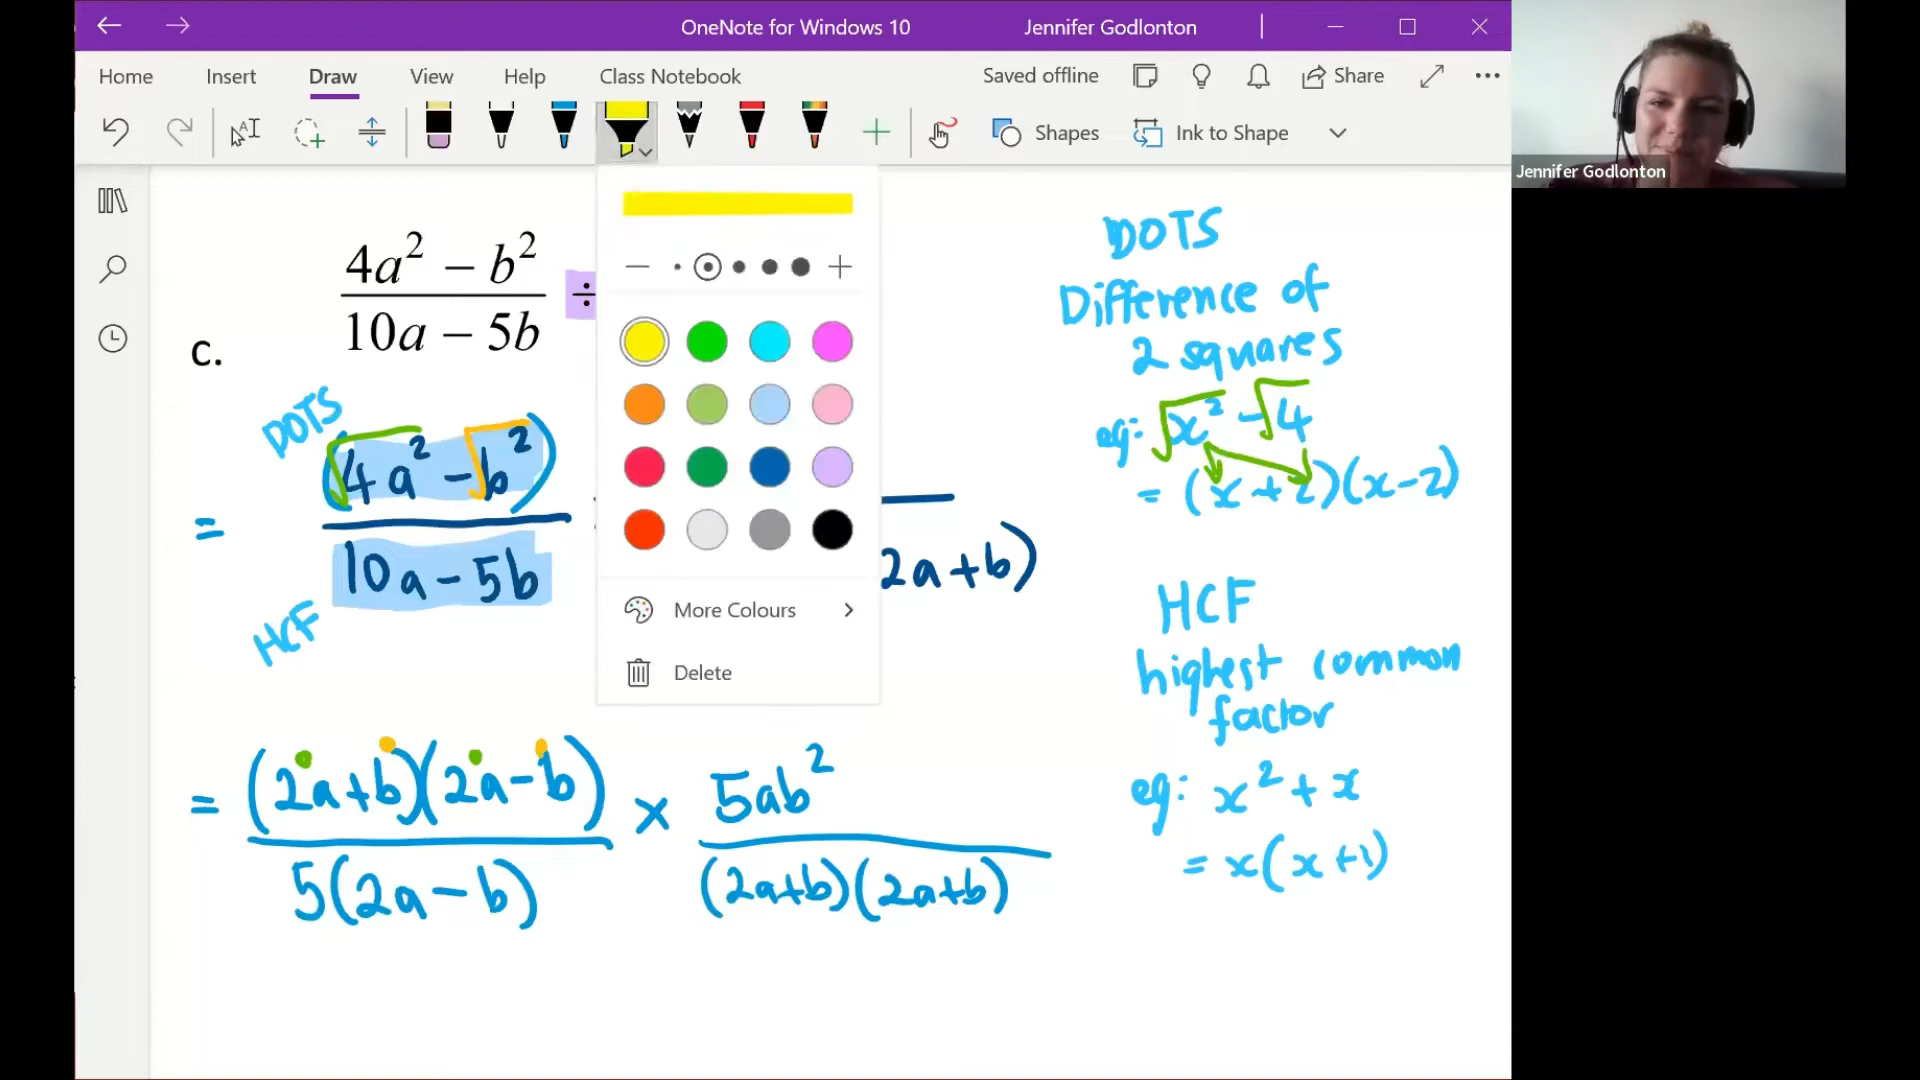 OneNote for Windows 10
Jennifer Godlonton
Home Insert Draw View Help Class Notebook
Saved offline
Share
Shapes
Ink to Shape
Jennifer Godlonton
c.
4a² − b²
10a − 5b
÷
DOTS
= (√4a² − √b²)
10a − 5b
HCF
2a+b)
= (2a+b)(2a−b)
5(2a−b)
×
5ab²
(2a+b)(2a+b)
More Colours
Delete
DOTS
Difference of
2 squares
eg: √x² − √4
= (x+2)(x−2)
HCF
highest common
factor
eg: x² + x
= x(x+1)